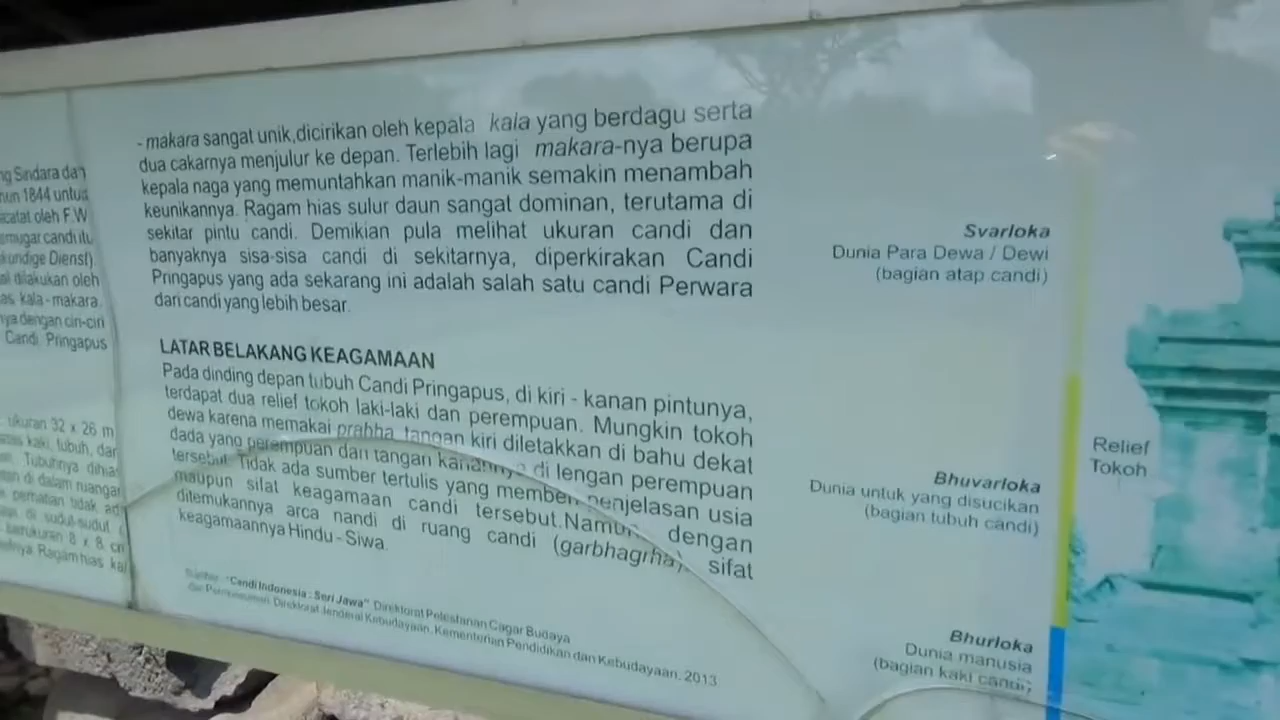 ng Sindara dan
hun 1844 untuk
acatat oleh F.W
emugar candi itu
kundige Dienst)
al dilakukan oleh
as kala - makara.
nya dengan ciri-ciri
Candi Pringapus
ukuran 32 x 26 m
kaki, tubuh, dan
Tubuhnya dihias
di dalam ruangan
perhatian tidak ad
di sudut-sudut
berukuran 8 x 8 cm
Ragam hias kal
- makara sangat unik,dicirikan oleh kepala kala yang berdagu serta
dua cakarnya menjulur ke depan. Terlebih lagi makara-nya berupa
kepala naga yang memuntahkan manik-manik semakin menambah
keunikannya. Ragam hias sulur daun sangat dominan, terutama di
sekitar pintu candi. Demikian pula melihat ukuran candi dan
banyaknya sisa-sisa candi di sekitarnya, diperkirakan Candi
Pringapus yang ada sekarang ini adalah salah satu candi Perwara
dari candi yang lebih besar.
LATAR BELAKANG KEAGAMAAN
Pada dinding depan tubuh Candi Pringapus, di kiri - kanan pintunya,
terdapat dua relief tokoh laki-laki dan perempuan. Mungkin tokoh
dewa karena memakai prabha, tangan kiri diletakkan di bahu dekat
dada yang perempuan dan tangan kanannya di lengan perempuan
tersebut. Tidak ada sumber tertulis yang memberi penjelasan usia
maupun sifat keagamaan candi tersebut.Namun dengan
ditemukannya arca nandi di ruang candi (garbhagrha), sifat
keagamaannya Hindu - Siwa.
Sumber : "Candi Indonesia : Seri Jawa" Direktorat Pelestarian Cagar Budaya
dan Permuseuman, Direktorat Jenderal Kebudayaan, Kementerian Pendidikan dan Kebudayaan, 2013
Svarloka
Dunia Para Dewa / Dewi
(bagian atap candi)
Bhuvarloka
Dunia untuk yang disucikan
(bagian tubuh candi)
Bhurloka
Dunia manusia
(bagian kaki candi)
Relief
Tokoh